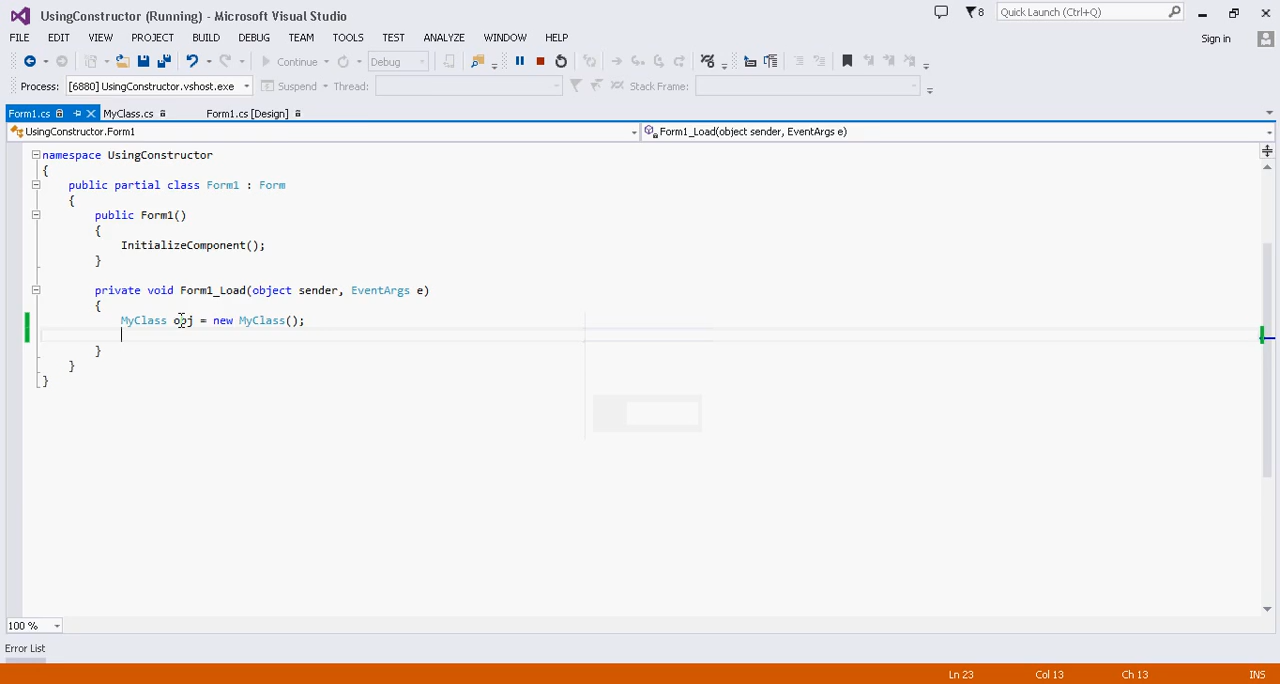 UsingConstructor (Running) - Microsoft Visual Studio
8
Quick Launch (Ctrl+Q)
FILE EDIT VIEW PROJECT BUILD DEBUG TEAM TOOLS TEST ANALYZE WINDOW HELP
Sign in
Continue Debug
Process: [6880] UsingConstructor.vshost.exe Suspend Thread: Stack Frame:
Form1.cs MyClass.cs Form1.cs [Design]
UsingConstructor.Form1 Form1_Load(object sender, EventArgs e)
namespace UsingConstructor
{
public partial class Form1 : Form
{
public Form1()
{
InitializeComponent();
}
private void Form1_Load(object sender, EventArgs e)
{
MyClass obj = new MyClass();
}
}
}
100 %
Error List
Ln 23 Col 13 Ch 13 INS